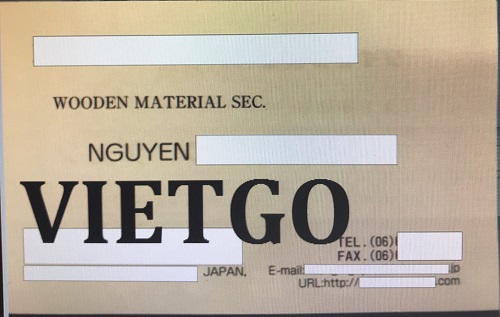 WOODEN MATERIAL SEC.
NGUYEN
VIETGO
TEL.(06)
FAX.(06)
JAPAN. E-mail: jp
URL:http:// .com